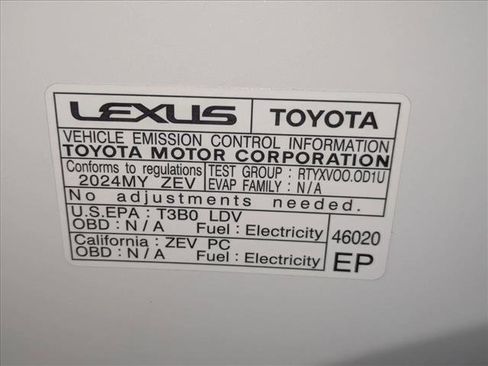 LEXUS TOYOTA
VEHICLE EMISSION CONTROL INFORMATION
TOYOTA MOTOR CORPORATION
Conforms to regulations TEST GROUP : RTYXV00.0D1U
2024MY ZEV EVAP FAMILY : N/A
No adjustments needed.
U.S.EPA : T3B0 LDV
OBD : N/A Fuel : Electricity 46020
California : ZEV PC
OBD : N/A Fuel : Electricity EP